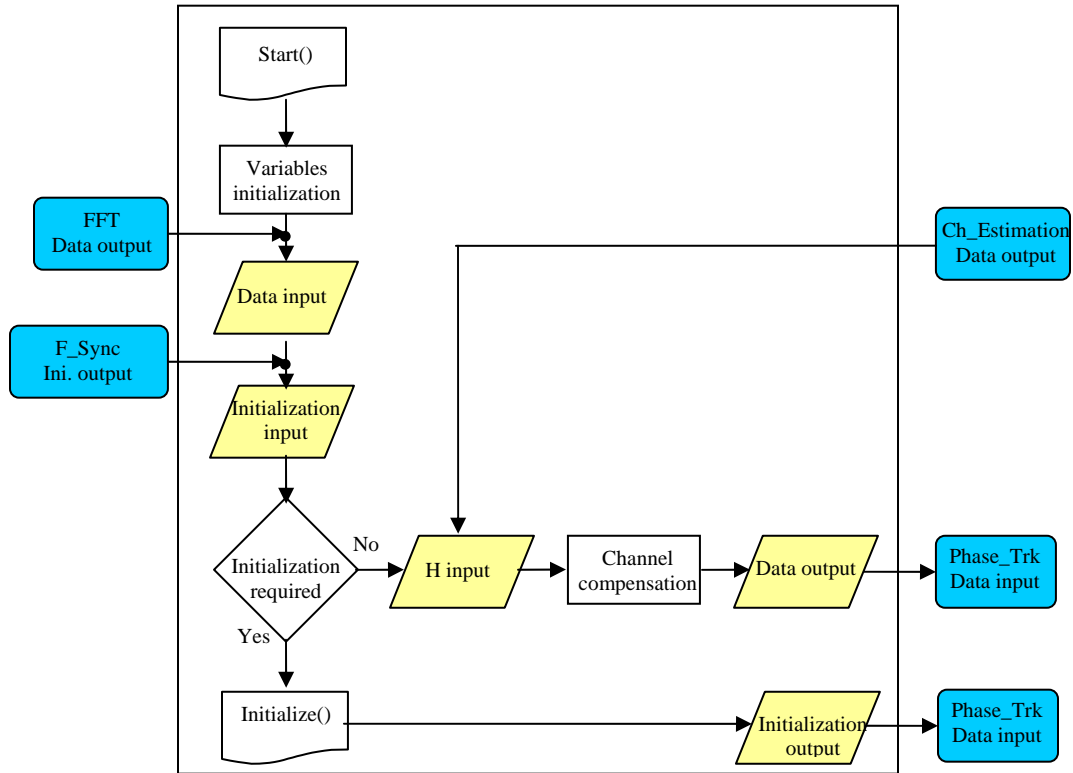 Start()
Variables
initialization
FFT
Data output
Ch_Estimation
Data output
Data input
F_Sync
Ini. output
Initialization
input
No
Initialization
required
H input
Channel
compensation
Data output
Phase_Trk
Data input
Yes
Initialize()
Initialization
output
Phase_Trk
Data input